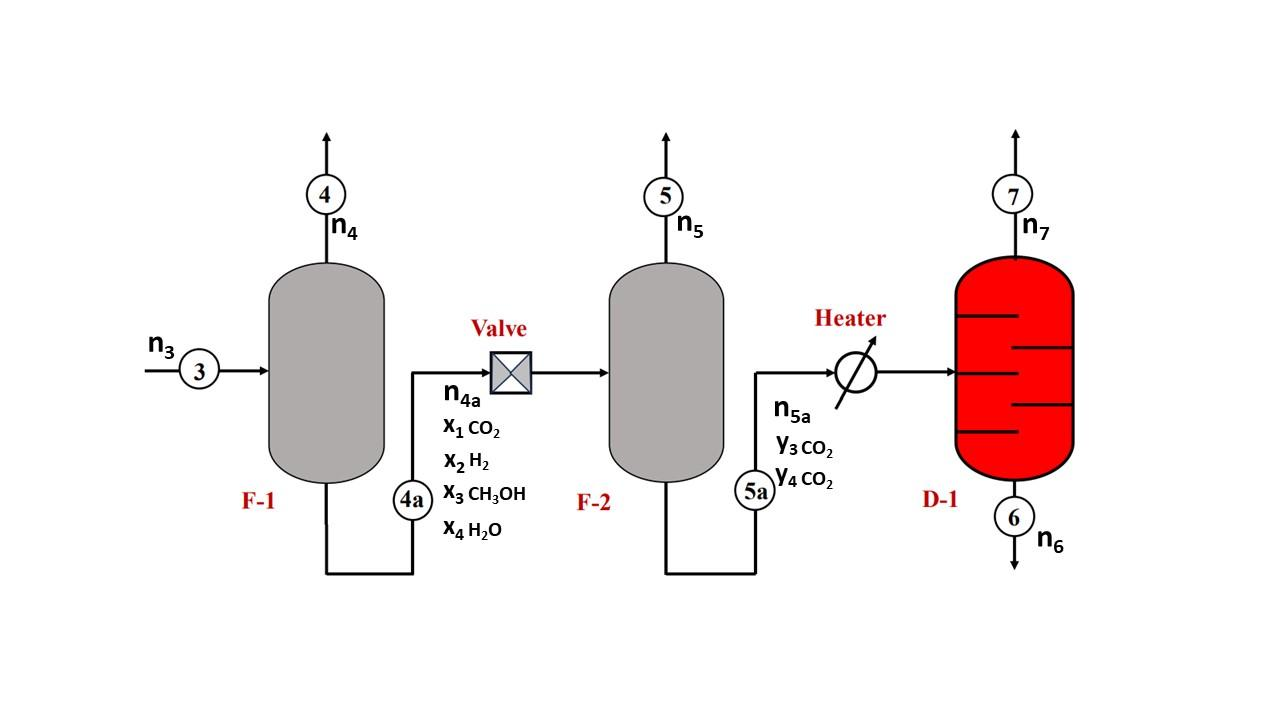 4
n4
5
n5
7
n7
n3
3
Valve
Heater
n4a
x1 CO2
x2 H2
x3 CH3OH
x4 H2O
4a
n5a
y3 CO2
y4 CO2
5a
F-1
F-2
D-1
6
n6